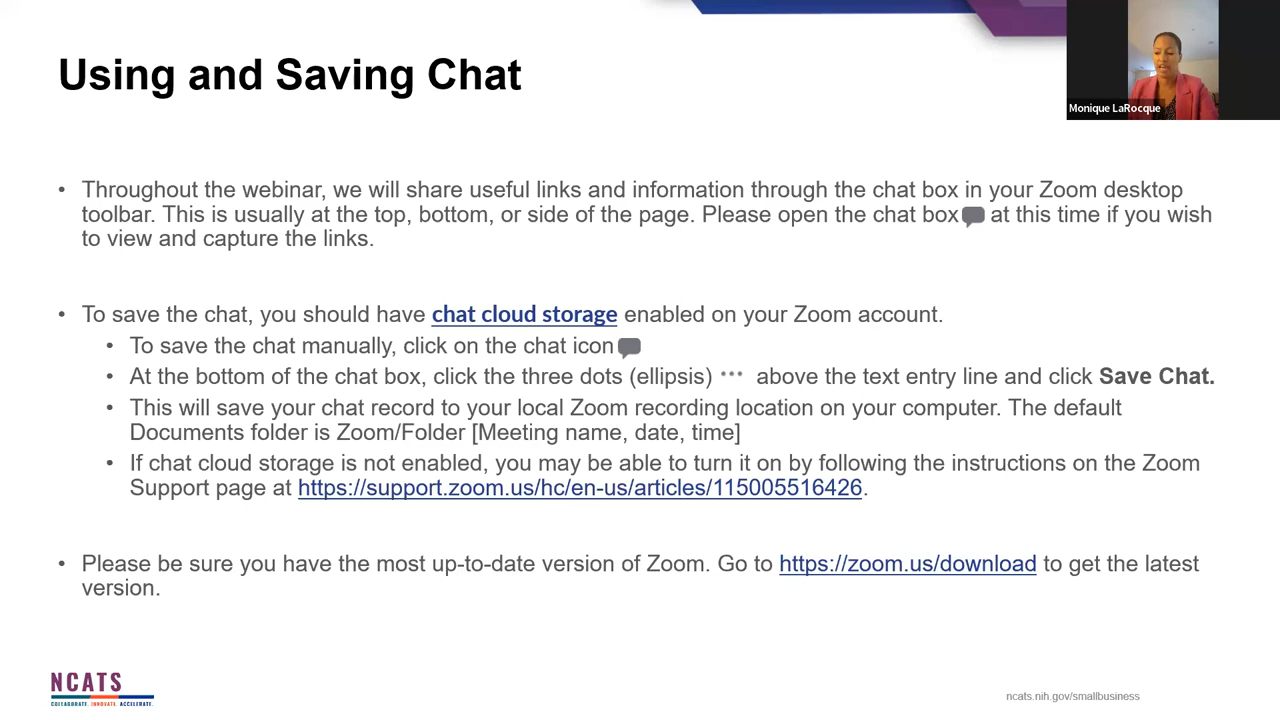 Using and Saving Chat
Monique LaRocque
• Throughout the webinar, we will share useful links and information through the chat box in your Zoom desktop
toolbar. This is usually at the top, bottom, or side of the page. Please open the chat box at this time if you wish
to view and capture the links.
• To save the chat, you should have chat cloud storage enabled on your Zoom account.
• To save the chat manually, click on the chat icon
• At the bottom of the chat box, click the three dots (ellipsis) ••• above the text entry line and click Save Chat.
• This will save your chat record to your local Zoom recording location on your computer. The default
Documents folder is Zoom/Folder [Meeting name, date, time]
• If chat cloud storage is not enabled, you may be able to turn it on by following the instructions on the Zoom
Support page at https://support.zoom.us/hc/en-us/articles/115005516426.
• Please be sure you have the most up-to-date version of Zoom. Go to https://zoom.us/download to get the latest
version.
NCATS
COLLABORATE. INNOVATE. ACCELERATE.
ncats.nih.gov/smallbusiness